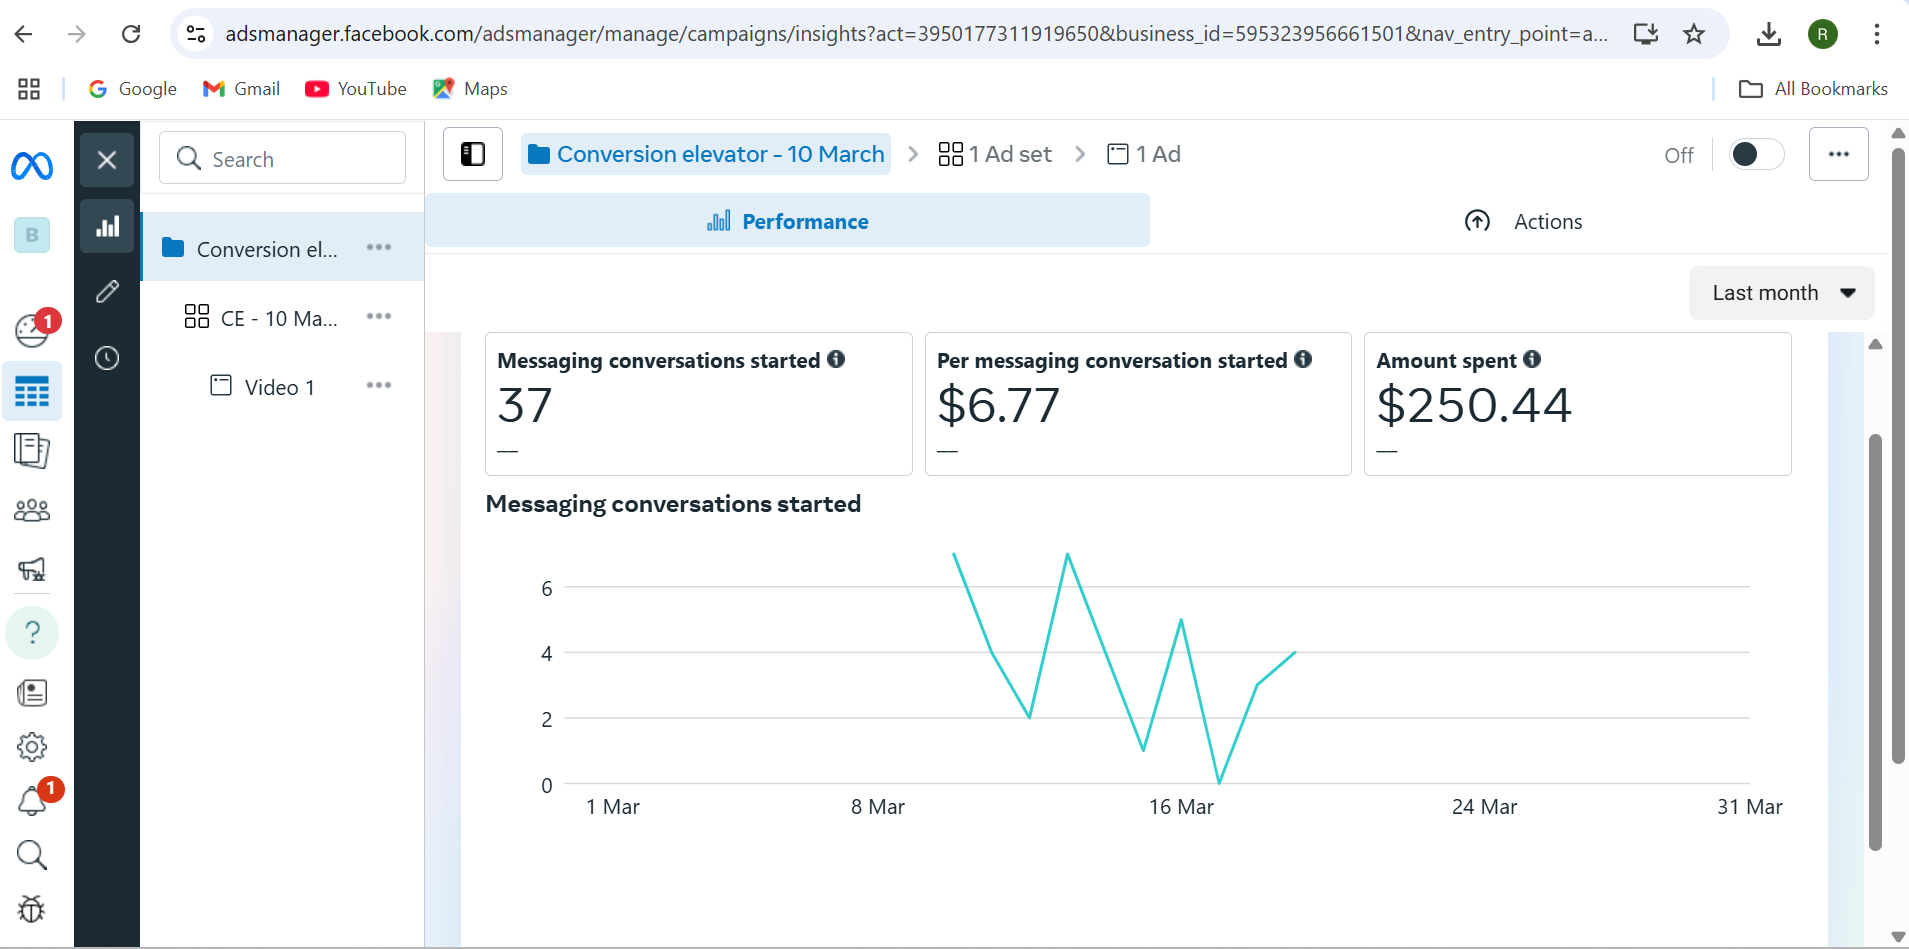 adsmanager.facebook.com/adsmanager/manage/campaigns/insights?act=3950177311919650&business_id=595323956661501&nav_entry_point=a...
R
Google
Gmail
YouTube
Maps
All Bookmarks
Search
Conversion elevator - 10 March
1 Ad set
1 Ad
Off
B
Performance
Actions
Conversion el...
Last month
1
CE - 10 Ma...
Video 1
Messaging conversations started
37
—
Per messaging conversation started
$6.77
—
Amount spent
$250.44
—
Messaging conversations started
6
4
2
0
1 Mar
8 Mar
16 Mar
24 Mar
31 Mar
?
1